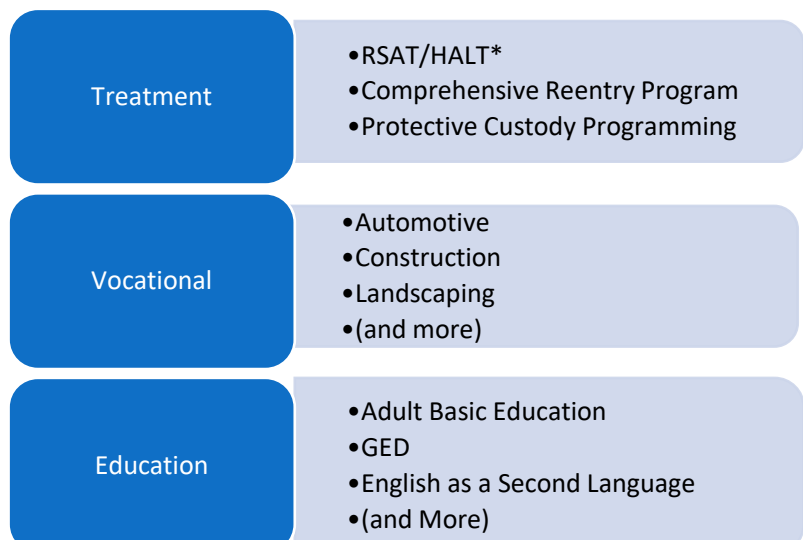 Treatment
•RSAT/HALT*
•Comprehensive Reentry Program
•Protective Custody Programming
Vocational
•Automotive
•Construction
•Landscaping
•(and more)
Education
•Adult Basic Education
•GED
•English as a Second Language
•(and More)